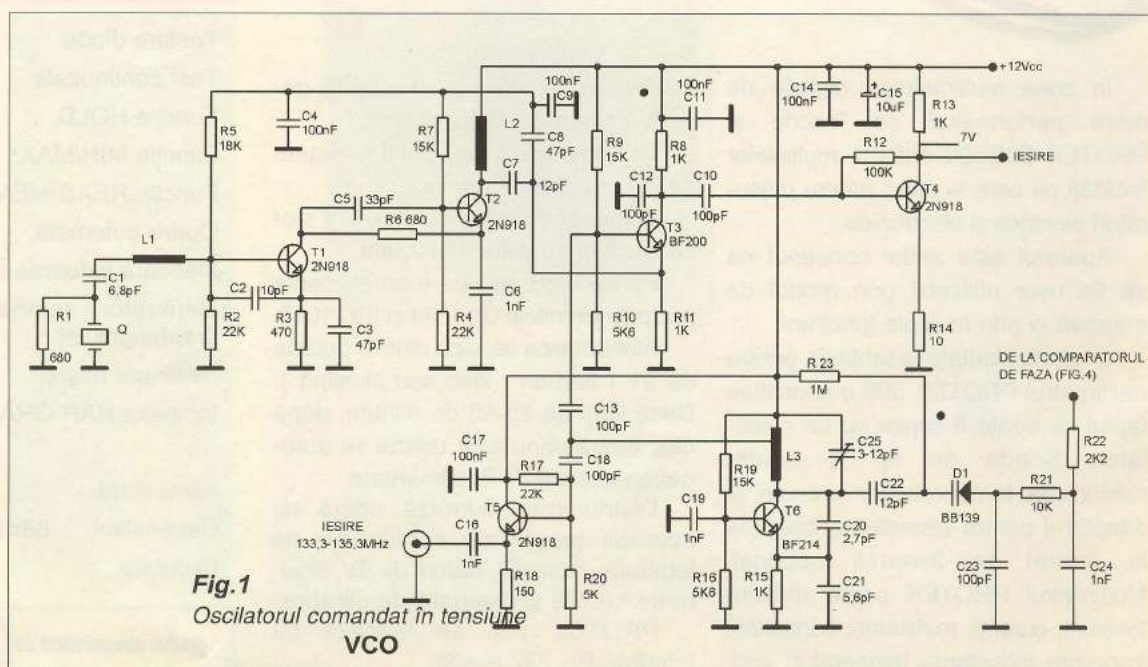 +12Vcc
100nF
C9
100nF
C11
C14
100nF
C15
10uF
R13
1K
7V
IESIRE
R5
18K
C4
100nF
R7
15K
L2
C8
47pF
R9
15K
R8
1K
R12
100K
C7
12pF
C12
100pF
C10
100pF
T4
2N918
C5
33pF
T2
2N918
R6 680
T3
BF200
L1
T1
2N918
C1
6,8pF
C2
10pF
C6
1nF
R1
680
Q
R2
22K
R3
470
C3
47pF
R4
22K
R10
5K6
R11
1K
R14
10
DE LA COMPARATORUL
DE FAZA (FIG.4)
R 23
1M
C13
100pF
C17
100nF
R17
22K
C18
100pF
R19
15K
L3
C25
3-12pF
C22
12pF
D1
BB139
R21
10K
R22
2K2
T5
2N918
C19
1nF
T6
BF214
C20
2,7pF
IESIRE
133,3-135,3MHz
C16
1nF
R18
150
R20
5K
R16
5K6
R15
1K
C21
5,6pF
C23
100pF
C24
1nF
Fig.1
Oscilatorul comandat în tensiune
VCO